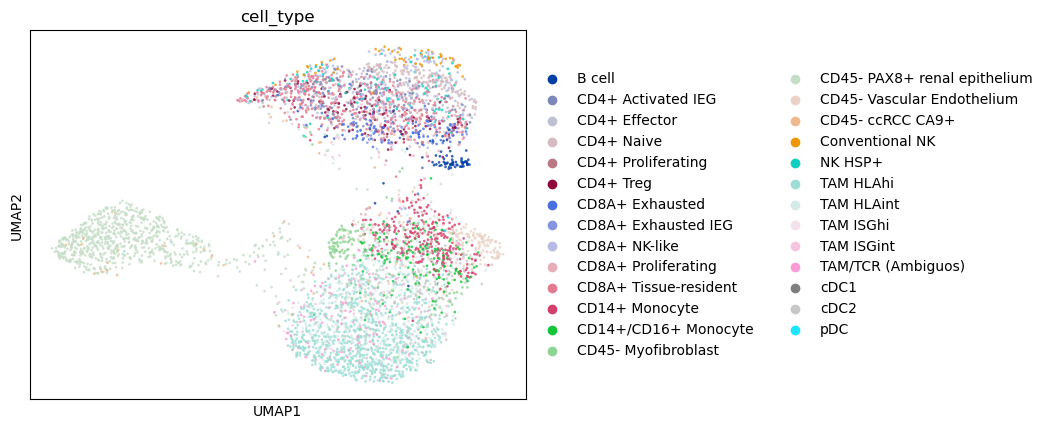 cell_type
UMAP2
UMAP1
B cell
CD4+ Activated IEG
CD4+ Effector
CD4+ Naive
CD4+ Proliferating
CD4+ Treg
CD8A+ Exhausted
CD8A+ Exhausted IEG
CD8A+ NK-like
CD8A+ Proliferating
CD8A+ Tissue-resident
CD14+ Monocyte
CD14+/CD16+ Monocyte
CD45- Myofibroblast
CD45- PAX8+ renal epithelium
CD45- Vascular Endothelium
CD45- ccRCC CA9+
Conventional NK
NK HSP+
TAM HLAhi
TAM HLAint
TAM ISGhi
TAM ISGint
TAM/TCR (Ambiguos)
cDC1
cDC2
pDC